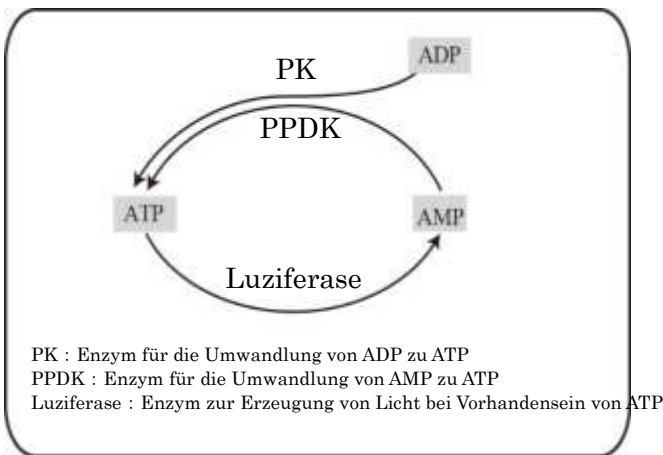 ADP
PK
PPDK
ATP
AMP
Luziferase
PK : Enzym für die Umwandlung von ADP zu ATP
PPDK : Enzym für die Umwandlung von AMP zu ATP
Luziferase : Enzym zur Erzeugung von Licht bei Vorhandensein von ATP